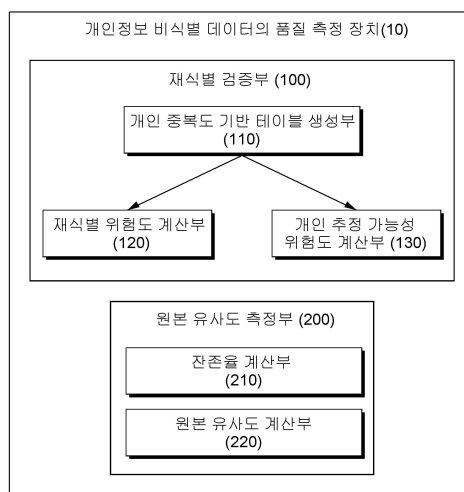 개인정보 비식별 데이터의 품질 측정 장치(10)
재식별 검증부 (100)
개인 중복도 기반 테이블 생성부
(110)
재식별 위험도 계산부
(120)
개인 추정 가능성
위험도 계산부 (130)
원본 유사도 측정부 (200)
잔존율 계산부
(210)
원본 유사도 계산부
(220)